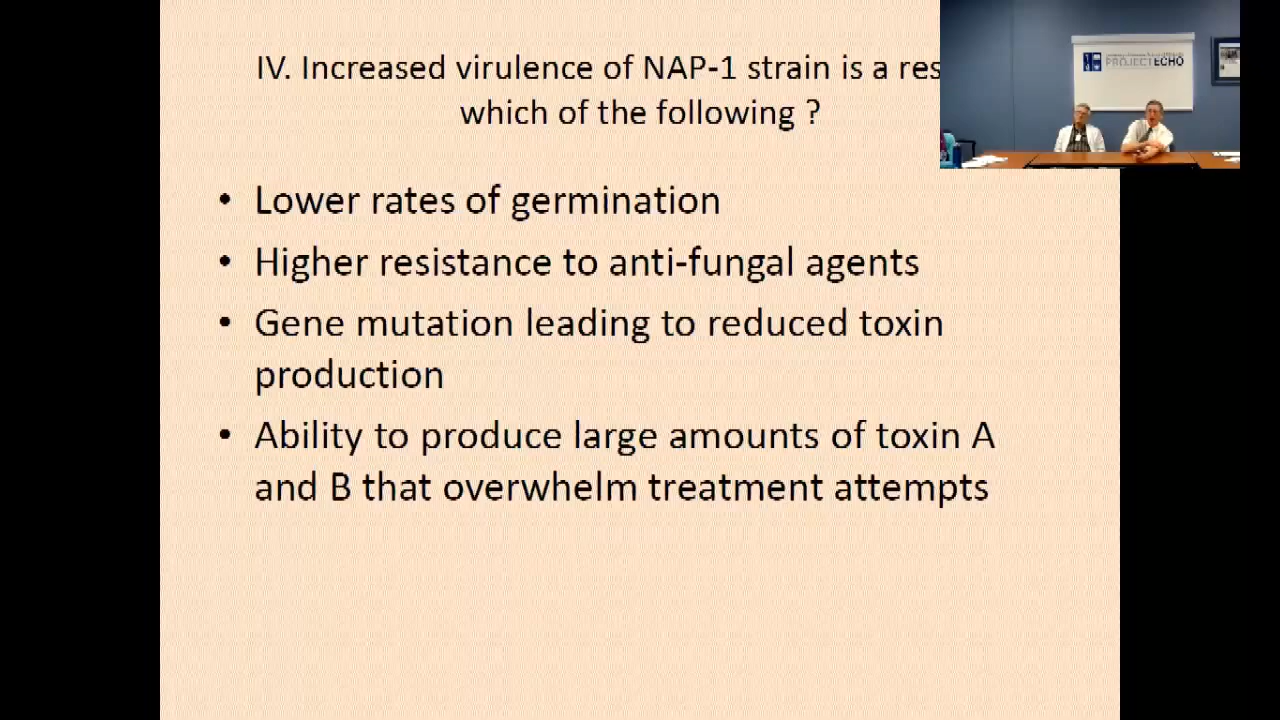 IV. Increased virulence of NAP-1 strain is a res
which of the following ?
PROJECT ECHO
• Lower rates of germination
• Higher resistance to anti-fungal agents
• Gene mutation leading to reduced toxin
production
• Ability to produce large amounts of toxin A
and B that overwhelm treatment attempts